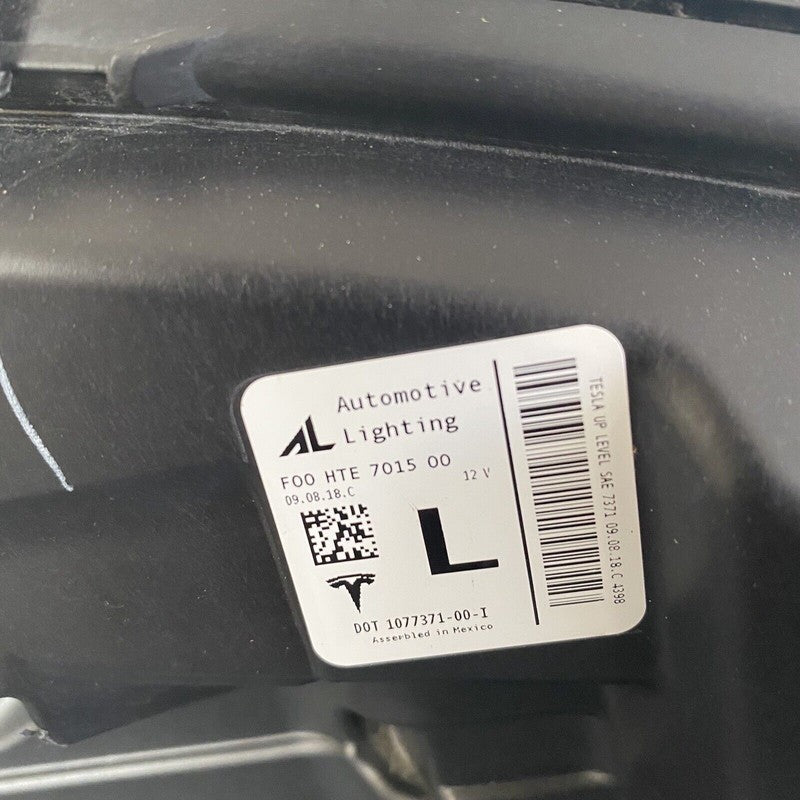 AL Automotive
Lighting
F00 HTE 7015 00
12 V
09.08.18.C
L
DOT 1077371-00-I
Assembled in Mexico
TESLA UP LEVEL SAE 7371 09.08.18.C 4398